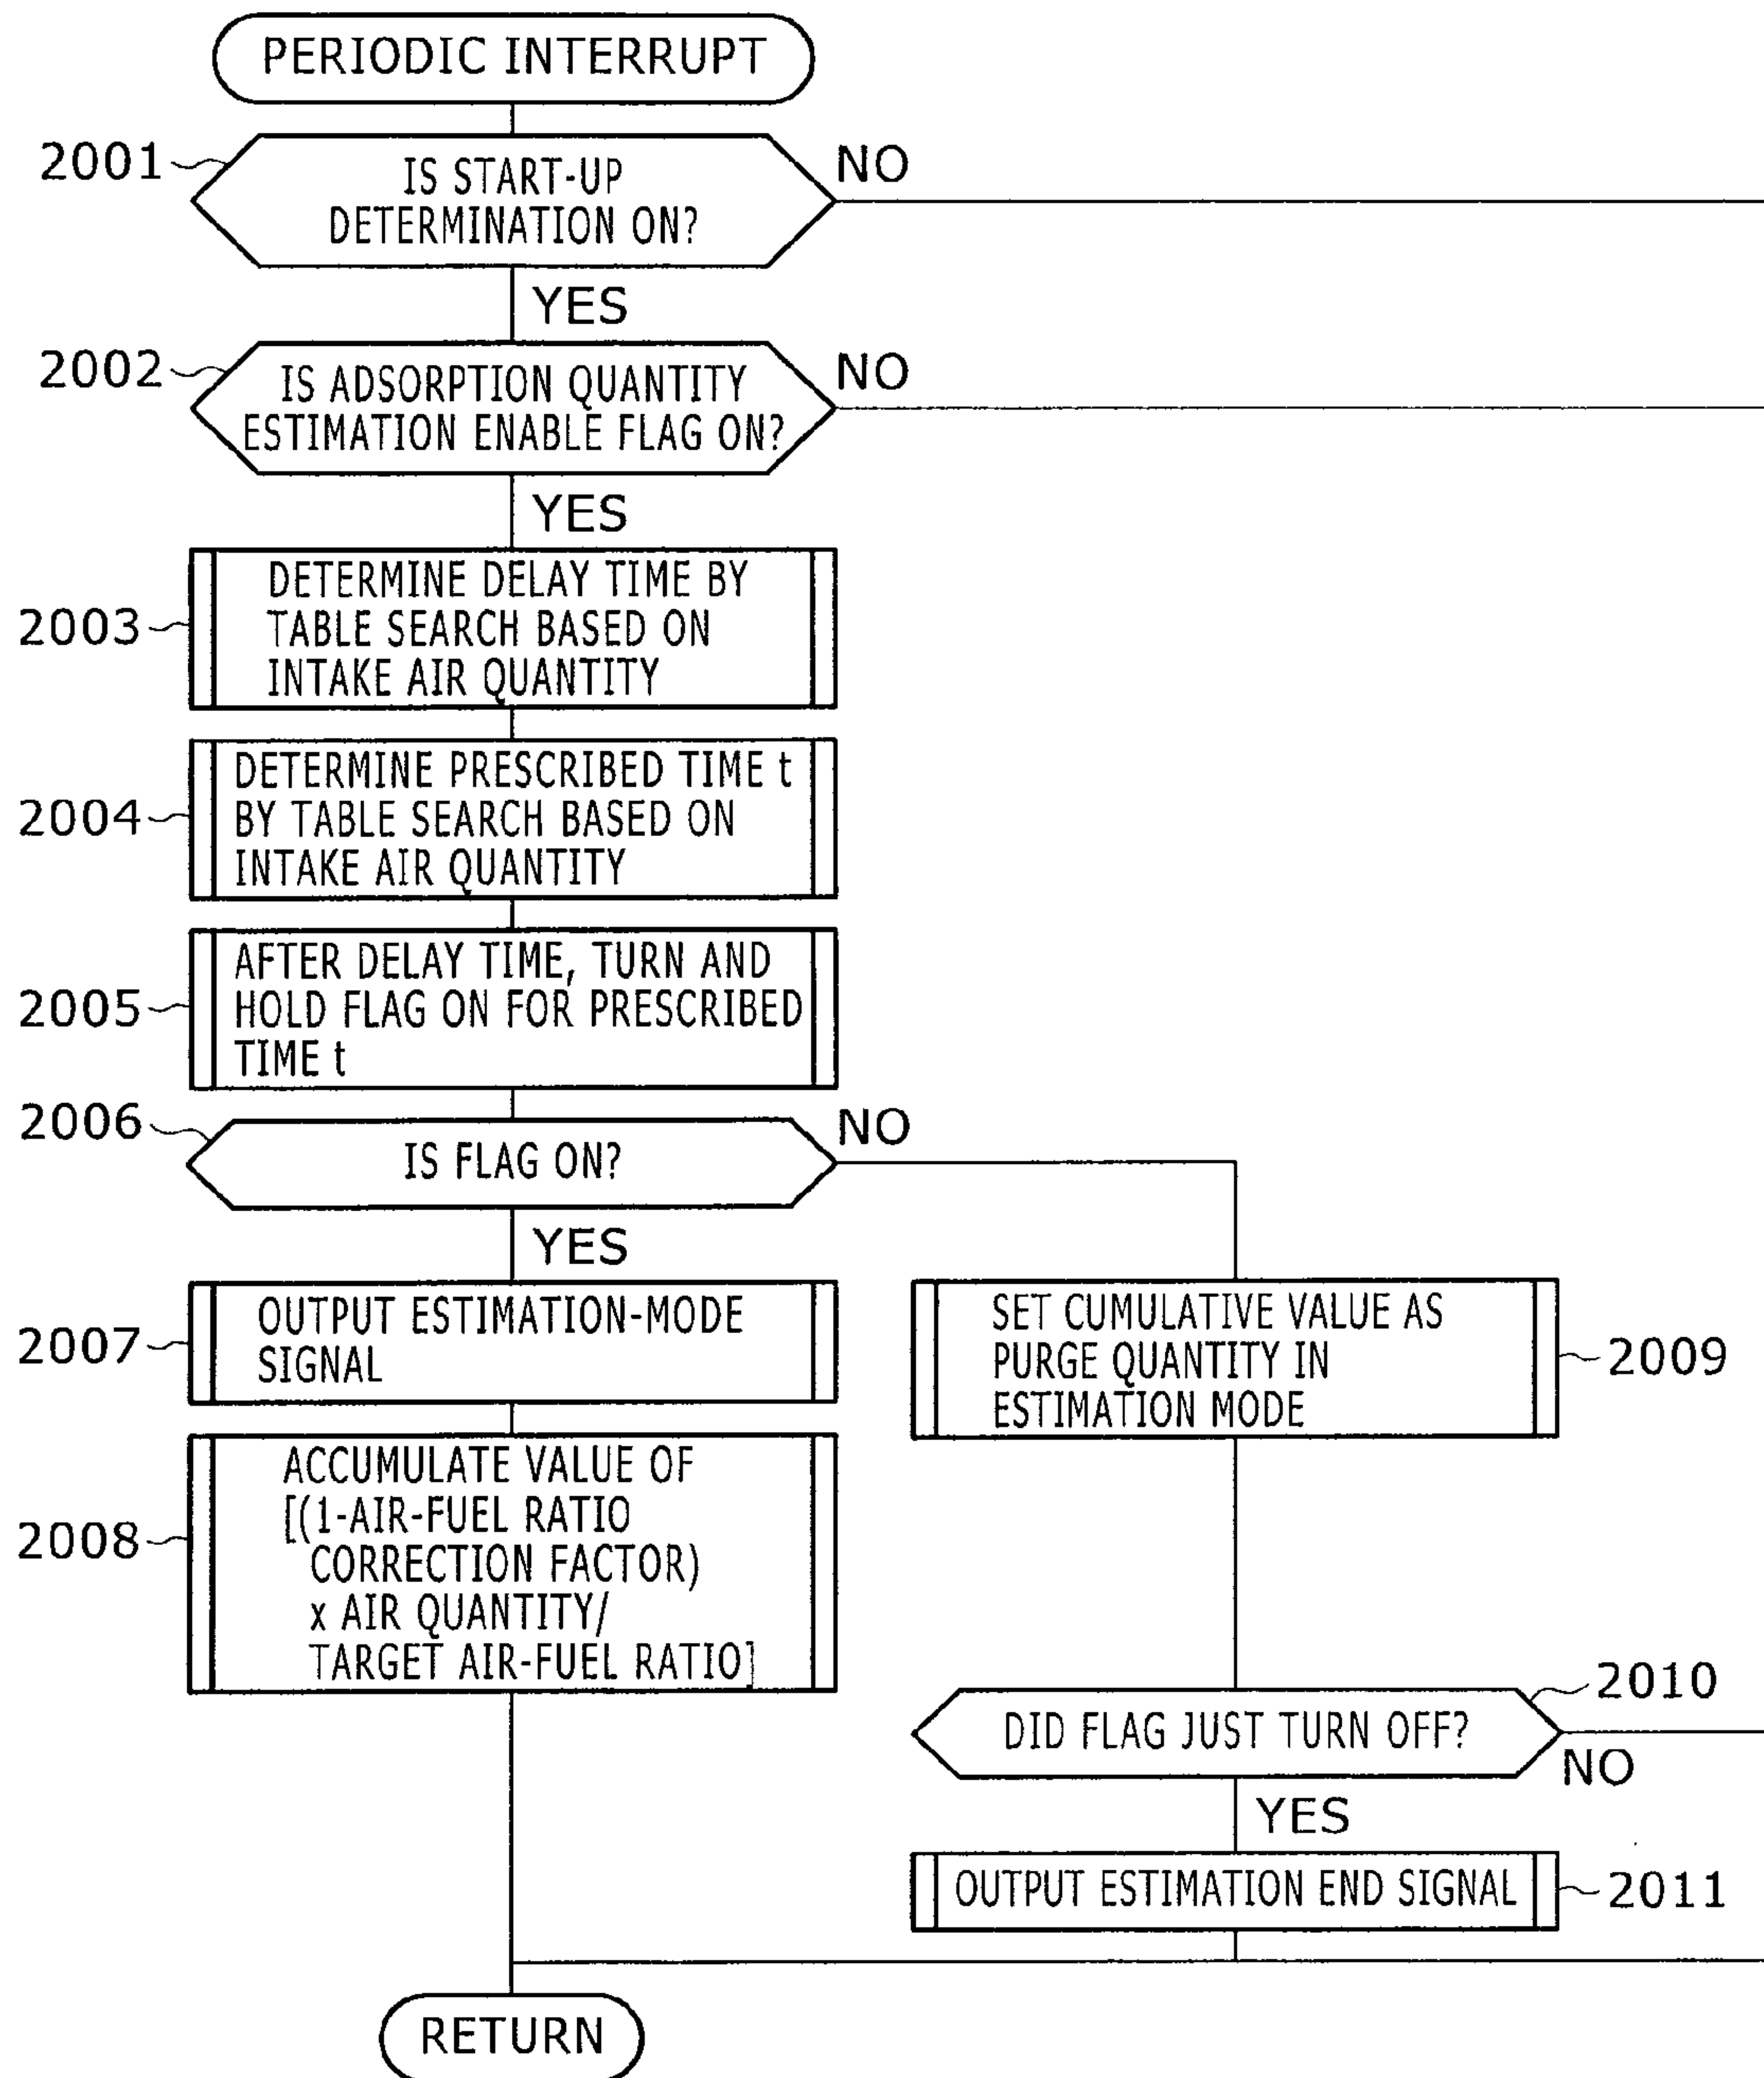 PERIODIC INTERRUPT
2001
IS START-UP
DETERMINATION ON?
NO
YES
2002
IS ADSORPTION QUANTITY
ESTIMATION ENABLE FLAG ON?
NO
YES
2003
DETERMINE DELAY TIME BY
TABLE SEARCH BASED ON
INTAKE AIR QUANTITY
2004
DETERMINE PRESCRIBED TIME t
BY TABLE SEARCH BASED ON
INTAKE AIR QUANTITY
2005
AFTER DELAY TIME, TURN AND
HOLD FLAG ON FOR PRESCRIBED
TIME t
2006
IS FLAG ON?
NO
YES
2007
OUTPUT ESTIMATION-MODE
SIGNAL
2008
ACCUMULATE VALUE OF
[(1-AIR-FUEL RATIO
CORRECTION FACTOR)
x AIR QUANTITY/
TARGET AIR-FUEL RATIO]
SET CUMULATIVE VALUE AS
PURGE QUANTITY IN
ESTIMATION MODE
2009
2010
DID FLAG JUST TURN OFF?
NO
YES
OUTPUT ESTIMATION END SIGNAL
2011
RETURN